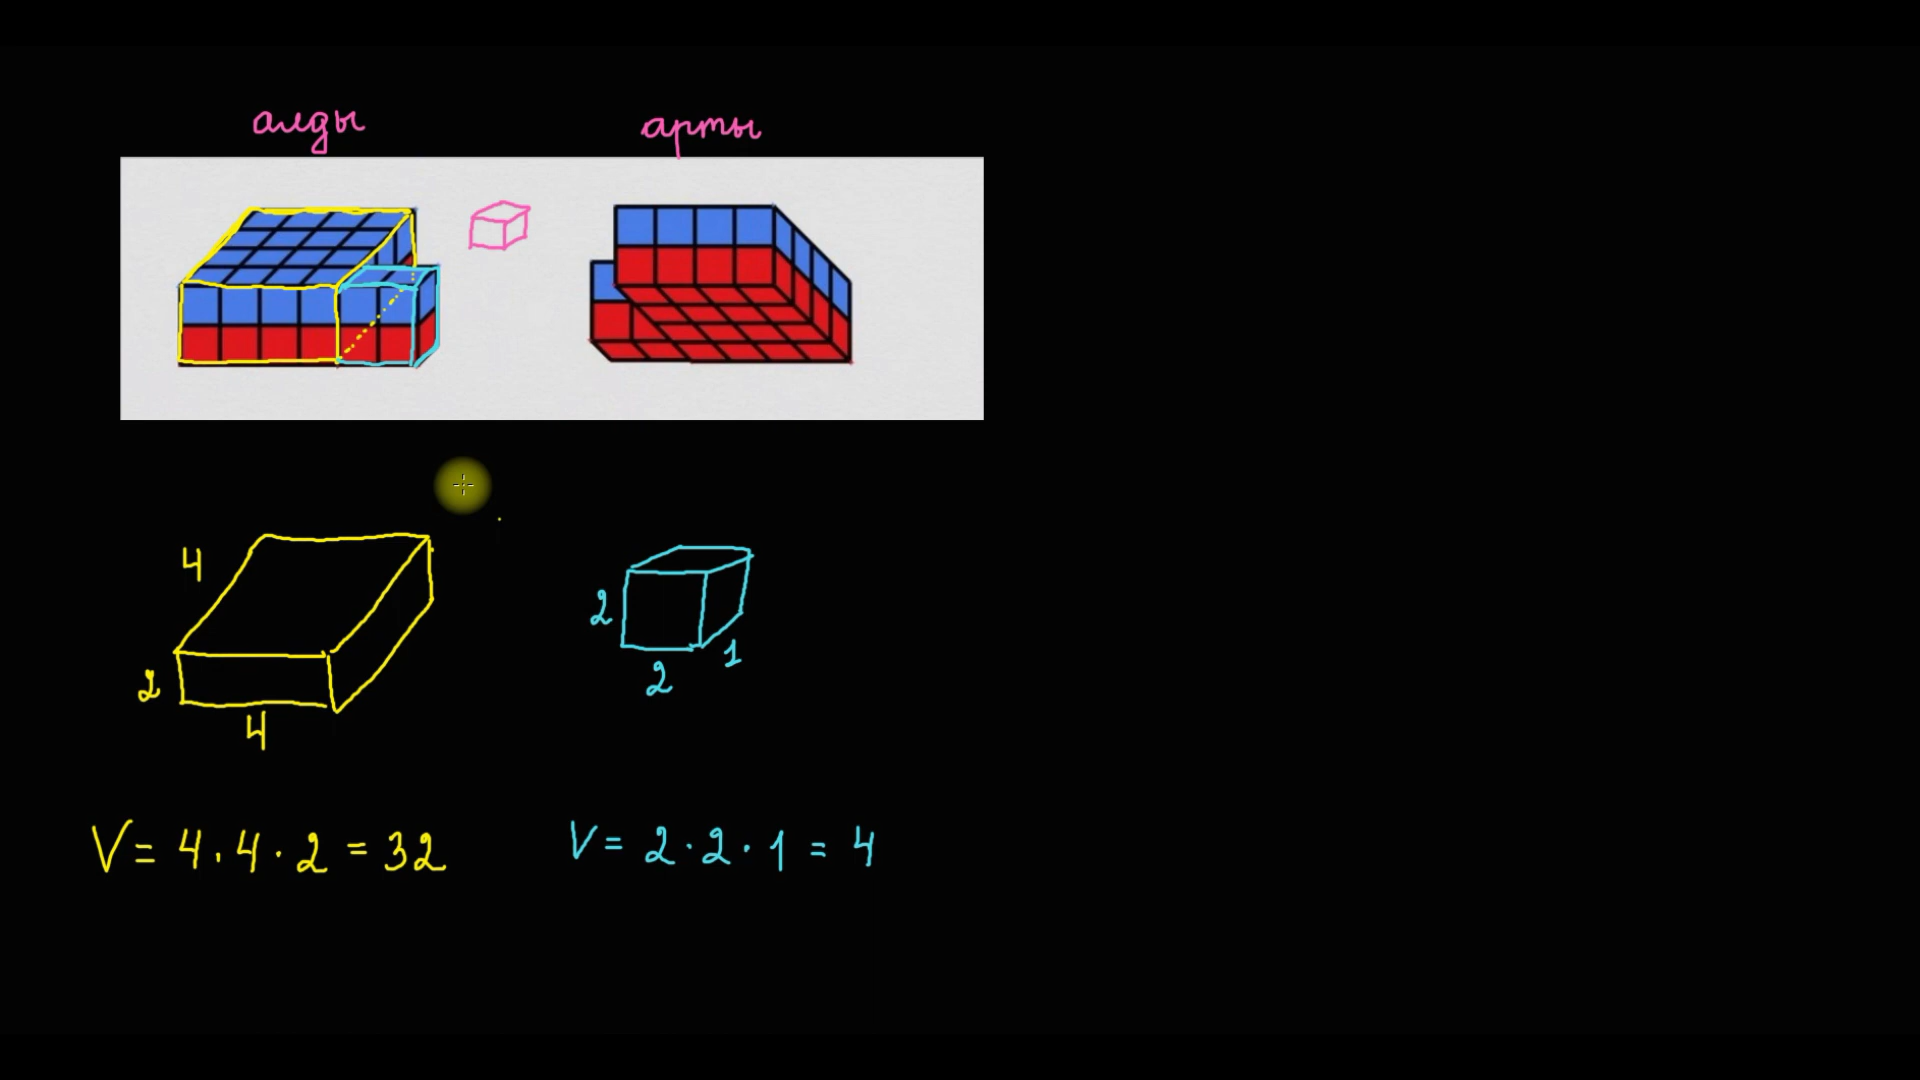 алды
арты
4
2
4
2
2
1
V = 4 · 4 · 2 = 32
V = 2 · 2 · 1 = 4